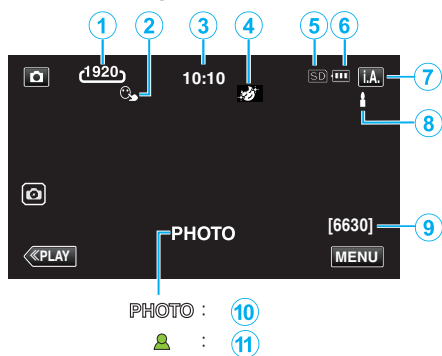 1 2 3 4 5 6
1920 10:10 SD i.A. 7
8
PHOTO [6630] 9
≪PLAY MENU
PHOTO : 10
: 11